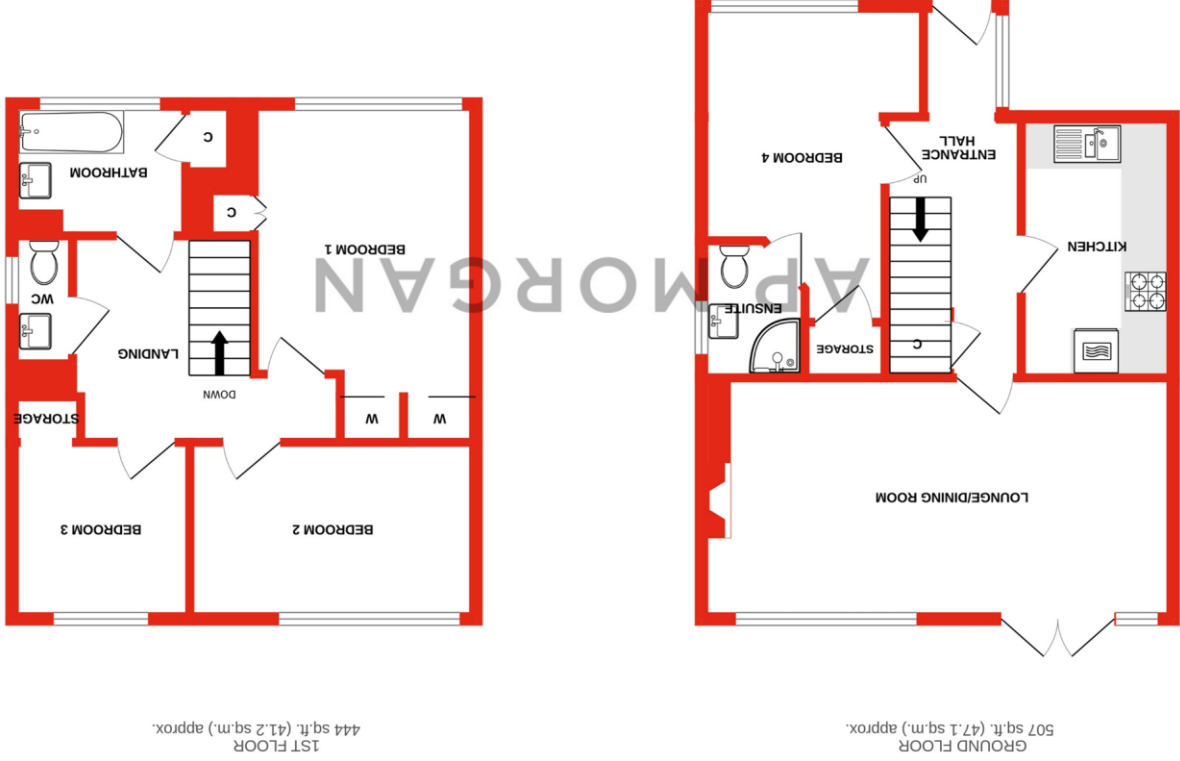 GROUND FLOOR
507 sq.ft. (47.1 sq.m.) approx.
LOUNGE/DINING ROOM
C
STORAGE
ENSUITE
KITCHEN
UP
ENTRANCE
HALL
BEDROOM 4
1ST FLOOR
444 sq.ft. (41.2 sq.m.) approx.
BEDROOM 2
BEDROOM 3
W
W
STORAGE
DOWN
LANDING
WC
BEDROOM 1
C
BATHROOM
C
AP MORGAN